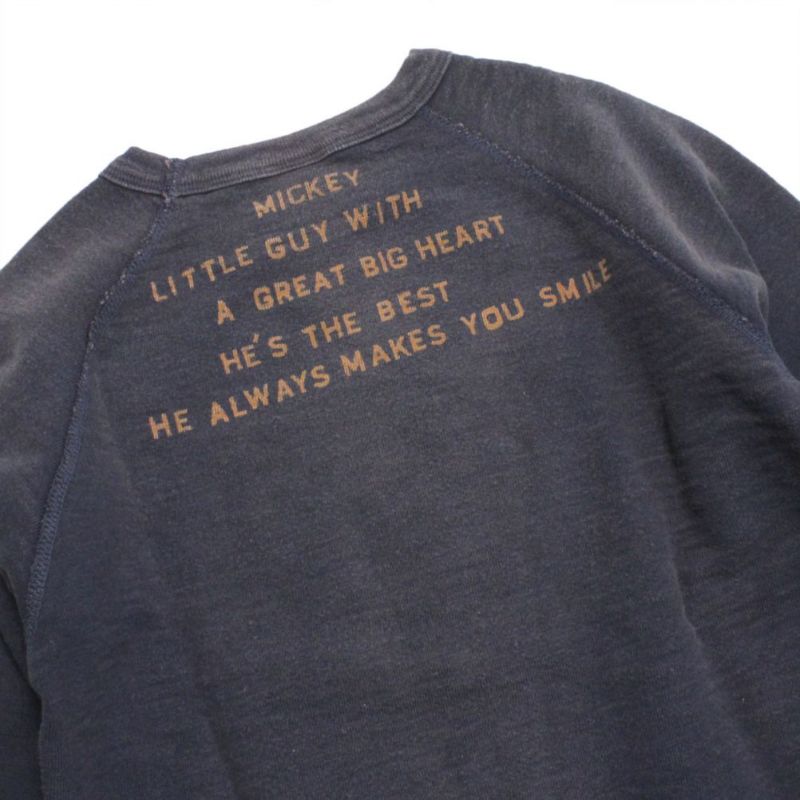 MICKEY
LITTLE GUY WITH
A GREAT BIG HEART
HE'S THE BEST
HE ALWAYS MAKES YOU SMILE